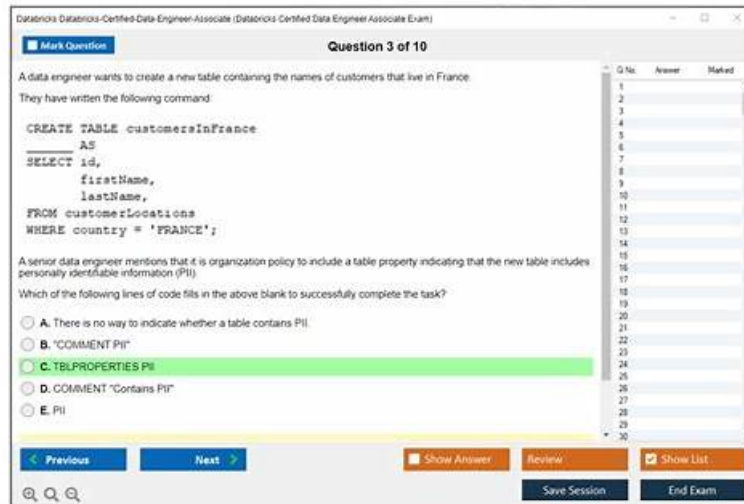 Databricks Databricks-Certified-Data-Engineer-Associate (Databricks Certified Data Engineer Associate Exam)
Mark Question
Question 3 of 10
A data engineer wants to create a new table containing the names of customers that live in France.
They have written the following command:
CREATE TABLE customersInFrance
______ AS
SELECT id,
firstName,
lastName,
FROM customerLocations
WHERE country = 'FRANCE';
A senior data engineer mentions that it is organization policy to include a table property indicating that the new table includes
personally identifiable information (PII).
Which of the following lines of code fills in the above blank to successfully complete the task?
A. There is no way to indicate whether a table contains PII.
B. "COMMENT PII"
C. TBLPROPERTIES PII
D. COMMENT "Contains PII"
E. PII
Q No. Answer Marked
1
2
3
4
5
6
7
8
9
10
11
12
13
14
15
16
17
18
19
20
21
22
23
24
25
26
27
28
29
30
Previous
Next
Show Answer
Review
Show List
Save Session
End Exam